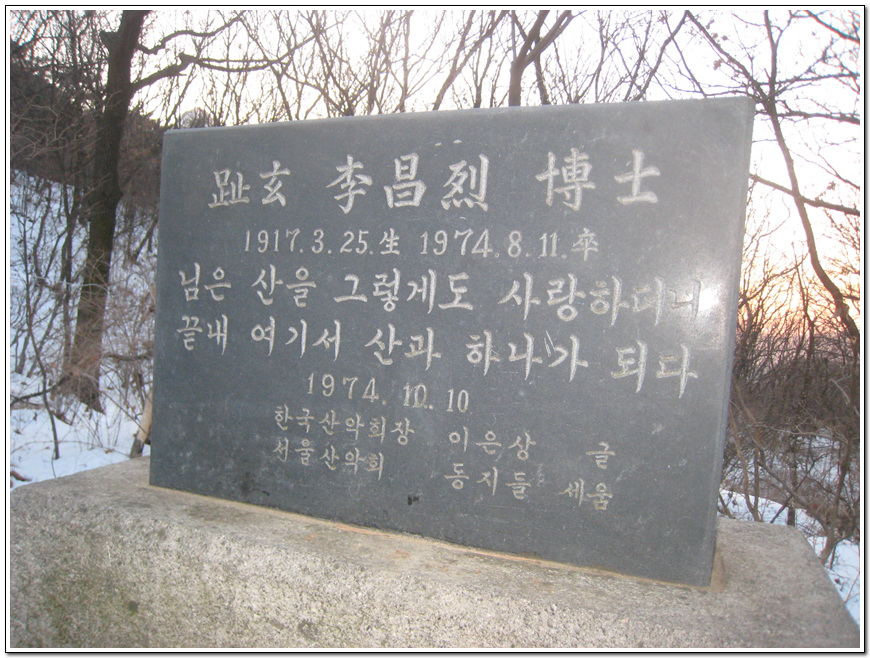 趾玄 李昌烈 博士
1917.3.25.生 1974.8.11.卒
님은 산을 그렇게도 사랑하더니
끝내 여기서 산과 하나가 되다
1974. 10. 10
한국산악회장 이은상 글
서울산악회 동지들 세움